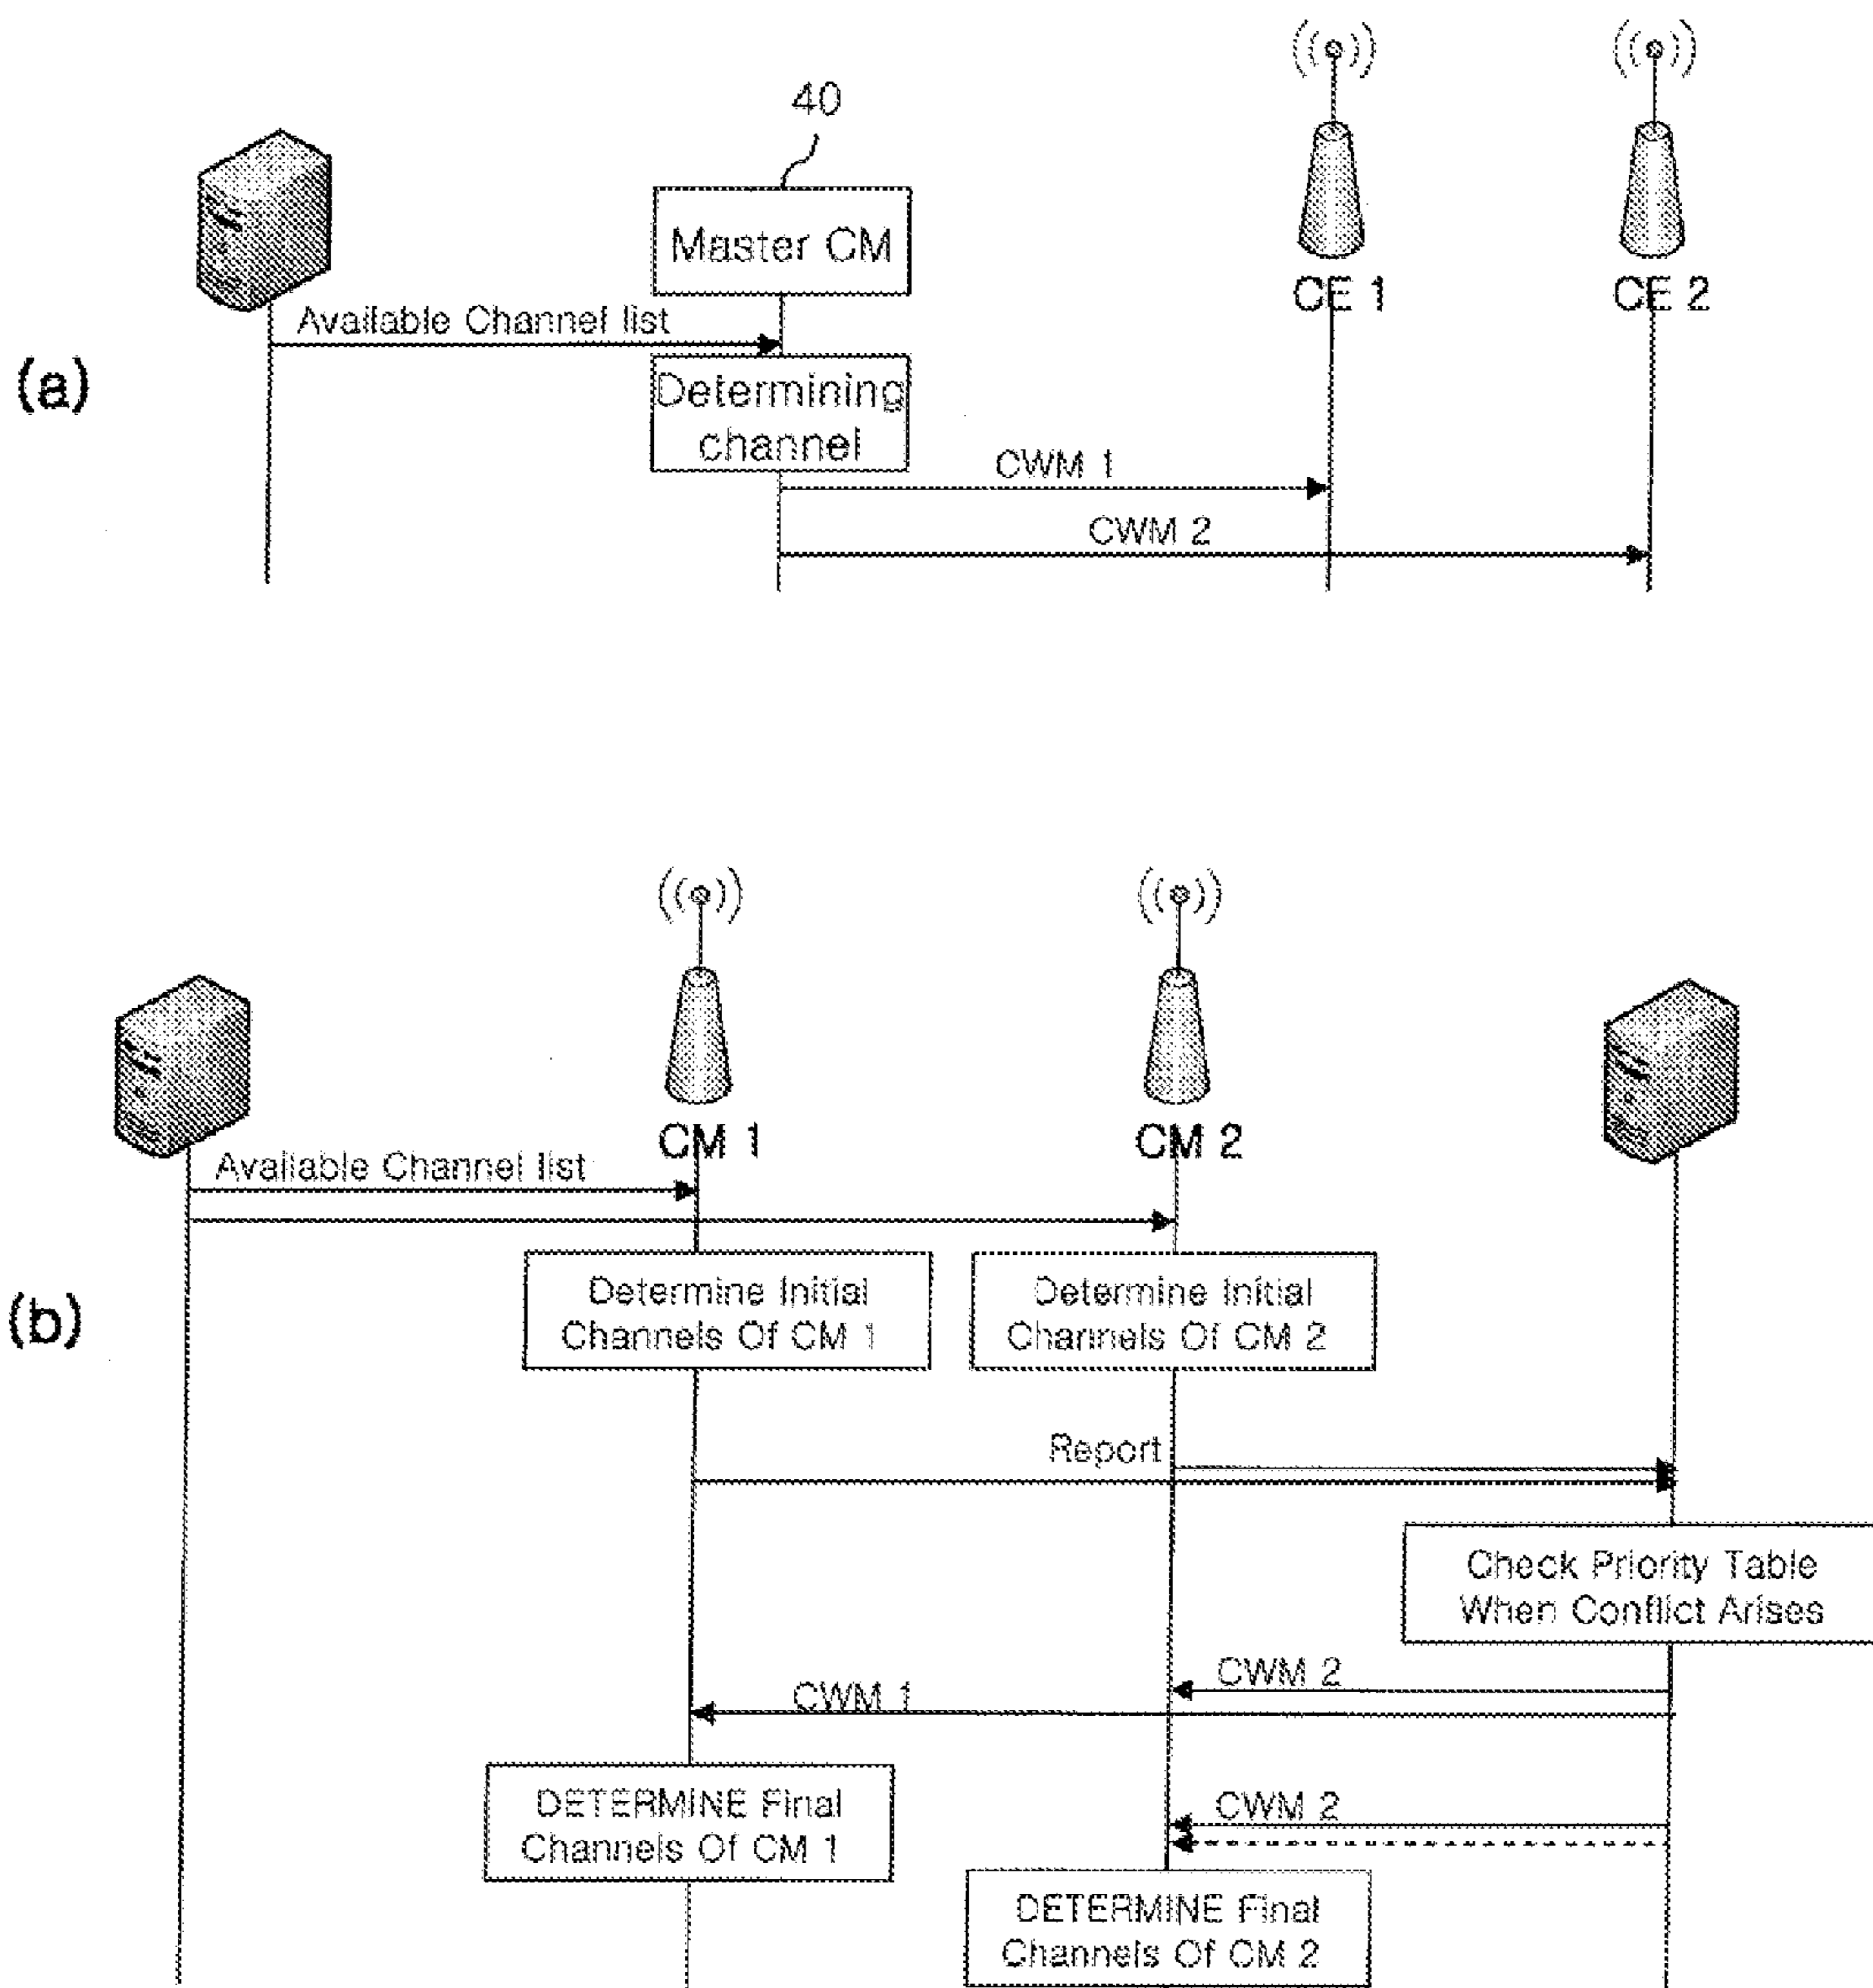 40
Master CM
CE 1
CE 2
Available Channel list
(a)
Determining
channel
CWM 1
CWM 2
CM 1
CM 2
Available Channel list
(b)
Determine Initial
Channels Of CM 1
Determine Initial
Channels Of CM 2
Report
Check Priority Table
When Conflict Arises
CWM 2
CWM 1
DETERMINE Final
Channels Of CM 1
CWM 2
DETERMINE Final
Channels Of CM 2